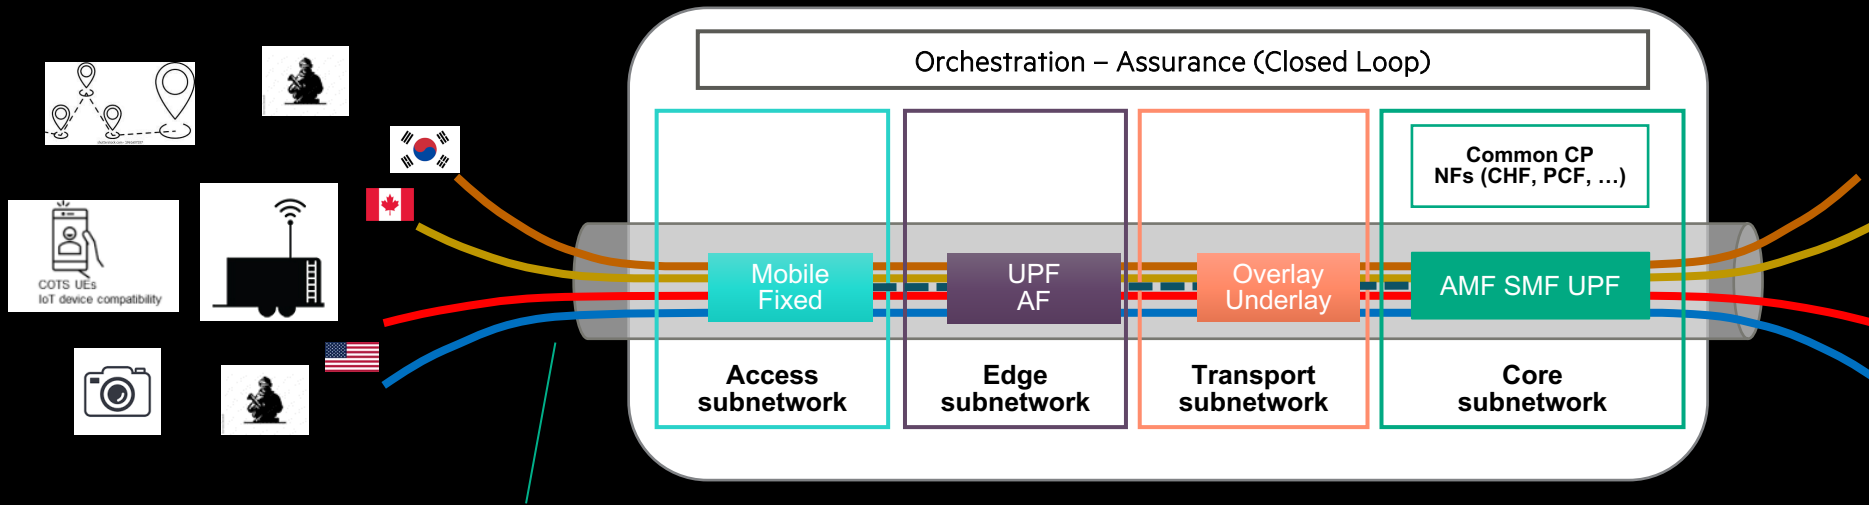 Orchestration – Assurance (Closed Loop)
Common CP
NFs (CHF, PCF, …)
COTS UEs
IoT device compatibility
Mobile
Fixed
UPF
AF
Overlay
Underlay
AMF SMF UPF
Access
subnetwork
Edge
subnetwork
Transport
subnetwork
Core
subnetwork